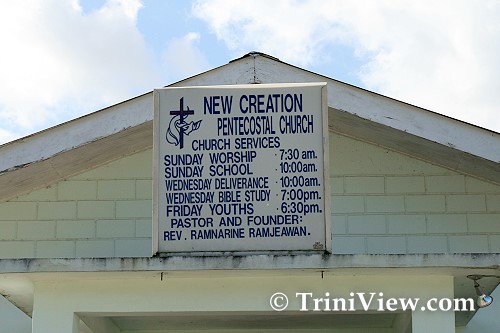 NEW CREATION
PENTECOSTAL CHURCH
CHURCH SERVICES
SUNDAY WORSHIP - 7:30 am.
SUNDAY SCHOOL - 10:00am.
WEDNESDAY DELIVERANCE - 10:00am.
WEDNESDAY BIBLE STUDY - 7:00pm.
FRIDAY YOUTHS - 6:30pm.
PASTOR AND FOUNDER:
REV. RAMNARINE RAMJEAWAN.
© TriniView.com